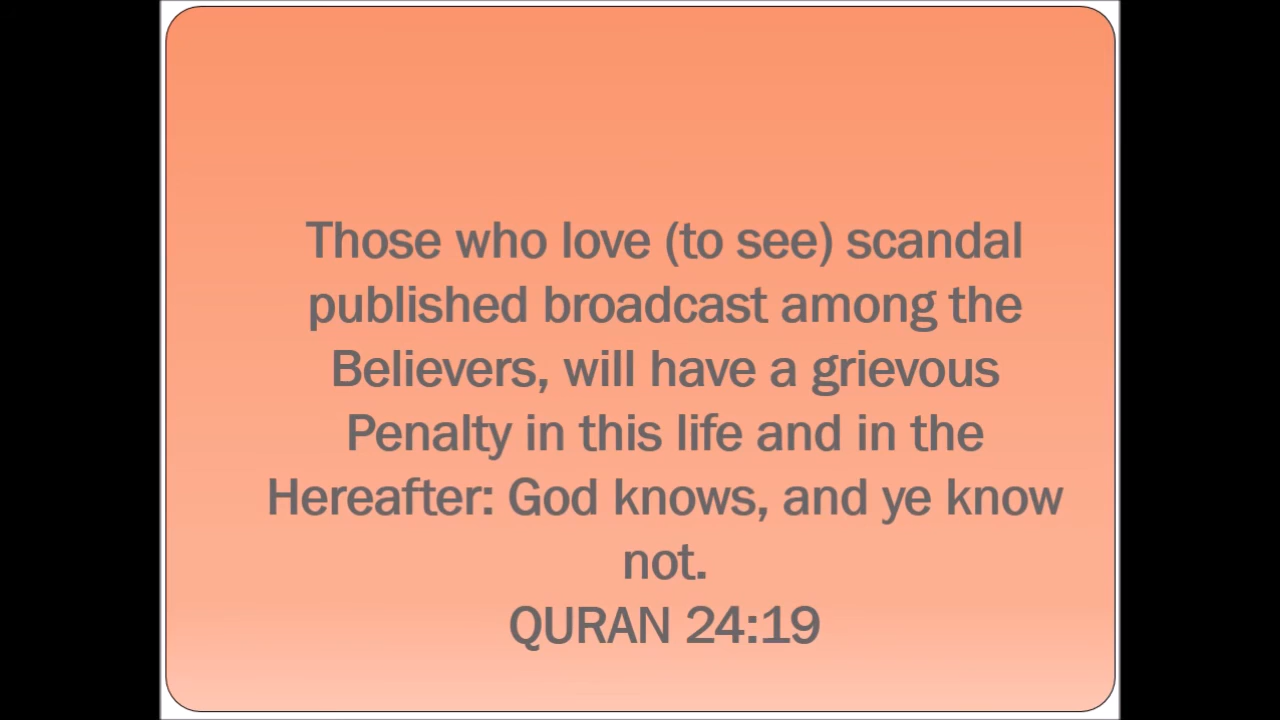 Those who love (to see) scandal
published broadcast among the
Believers, will have a grievous
Penalty in this life and in the
Hereafter: God knows, and ye know
not.
QURAN 24:19